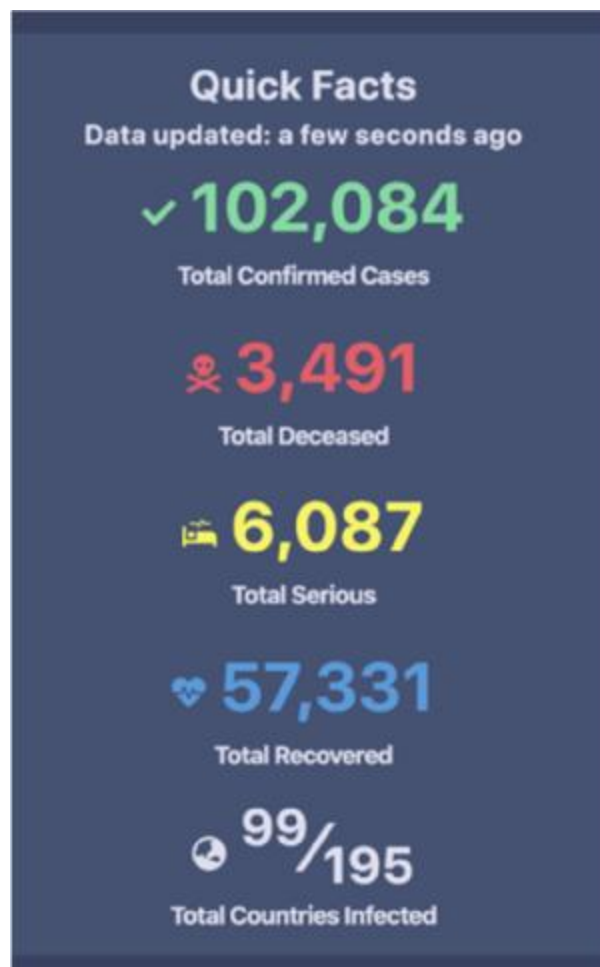 Quick Facts
Data updated: a few seconds ago
102,084
Total Confirmed Cases
3,491
Total Deceased
6,087
Total Serious
57,331
Total Recovered
99/195
Total Countries Infected